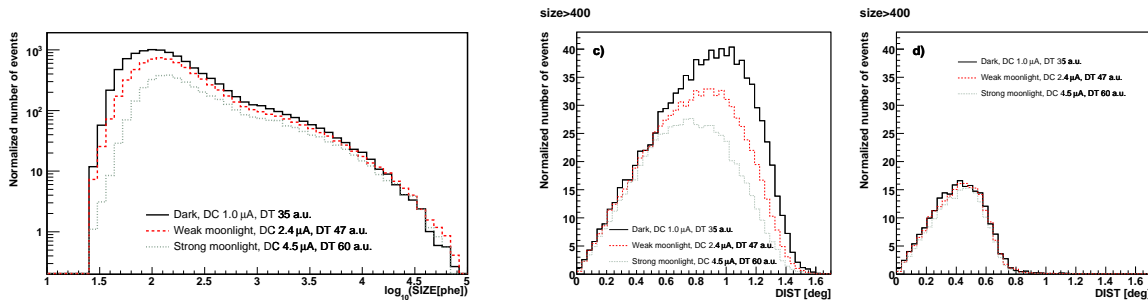 size>400
size>400
Normalized number of events
10³
10²
10
1
Dark, DC 1.0 μA, DT 35 a.u.
Weak moonlight, DC 2.4 μA, DT 47 a.u.
Strong moonlight, DC 4.5 μA, DT 60 a.u.
1 1.5 2 2.5 3 3.5 4 4.5 5
log₁₀(SIZE[phe]
Normalized number of events
c)
40
35
30
25
20
15
10
5
0
Dark, DC 1.0 μA, DT 35 a.u.
Weak moonlight, DC 2.4 μA, DT 47 a.u.
Strong moonlight, DC 4.5 μA, DT 60 a.u.
0 0.2 0.4 0.6 0.8 1 1.2 1.4 1.6
DIST [deg]
Normalized number of events
d)
40
35
30
25
20
15
10
5
0
Dark, DC 1.0 μA, DT 35 a.u.
Weak moonlight, DC 2.4 μA, DT 47 a.u.
Strong moonlight, DC 4.5 μA, DT 60 a.u.
0 0.2 0.4 0.6 0.8 1 1.2 1.4 1.6
DIST [deg]